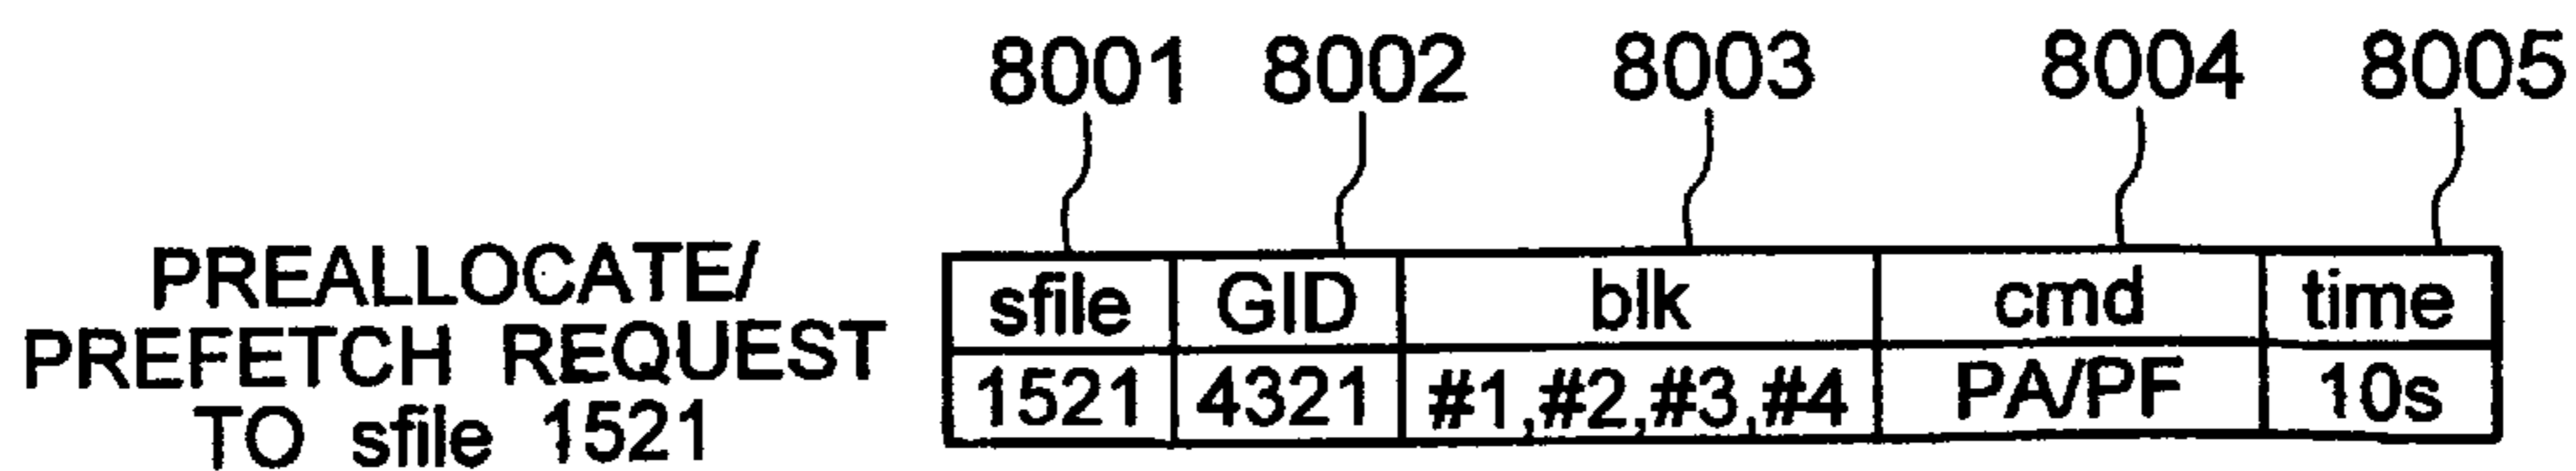 8001 8002 8003 8004 8005
PREALLOCATE/
PREFETCH REQUEST
TO sfile 1521
sfile GID blk cmd time
1521 4321 #1,#2,#3,#4 PA/PF 10s